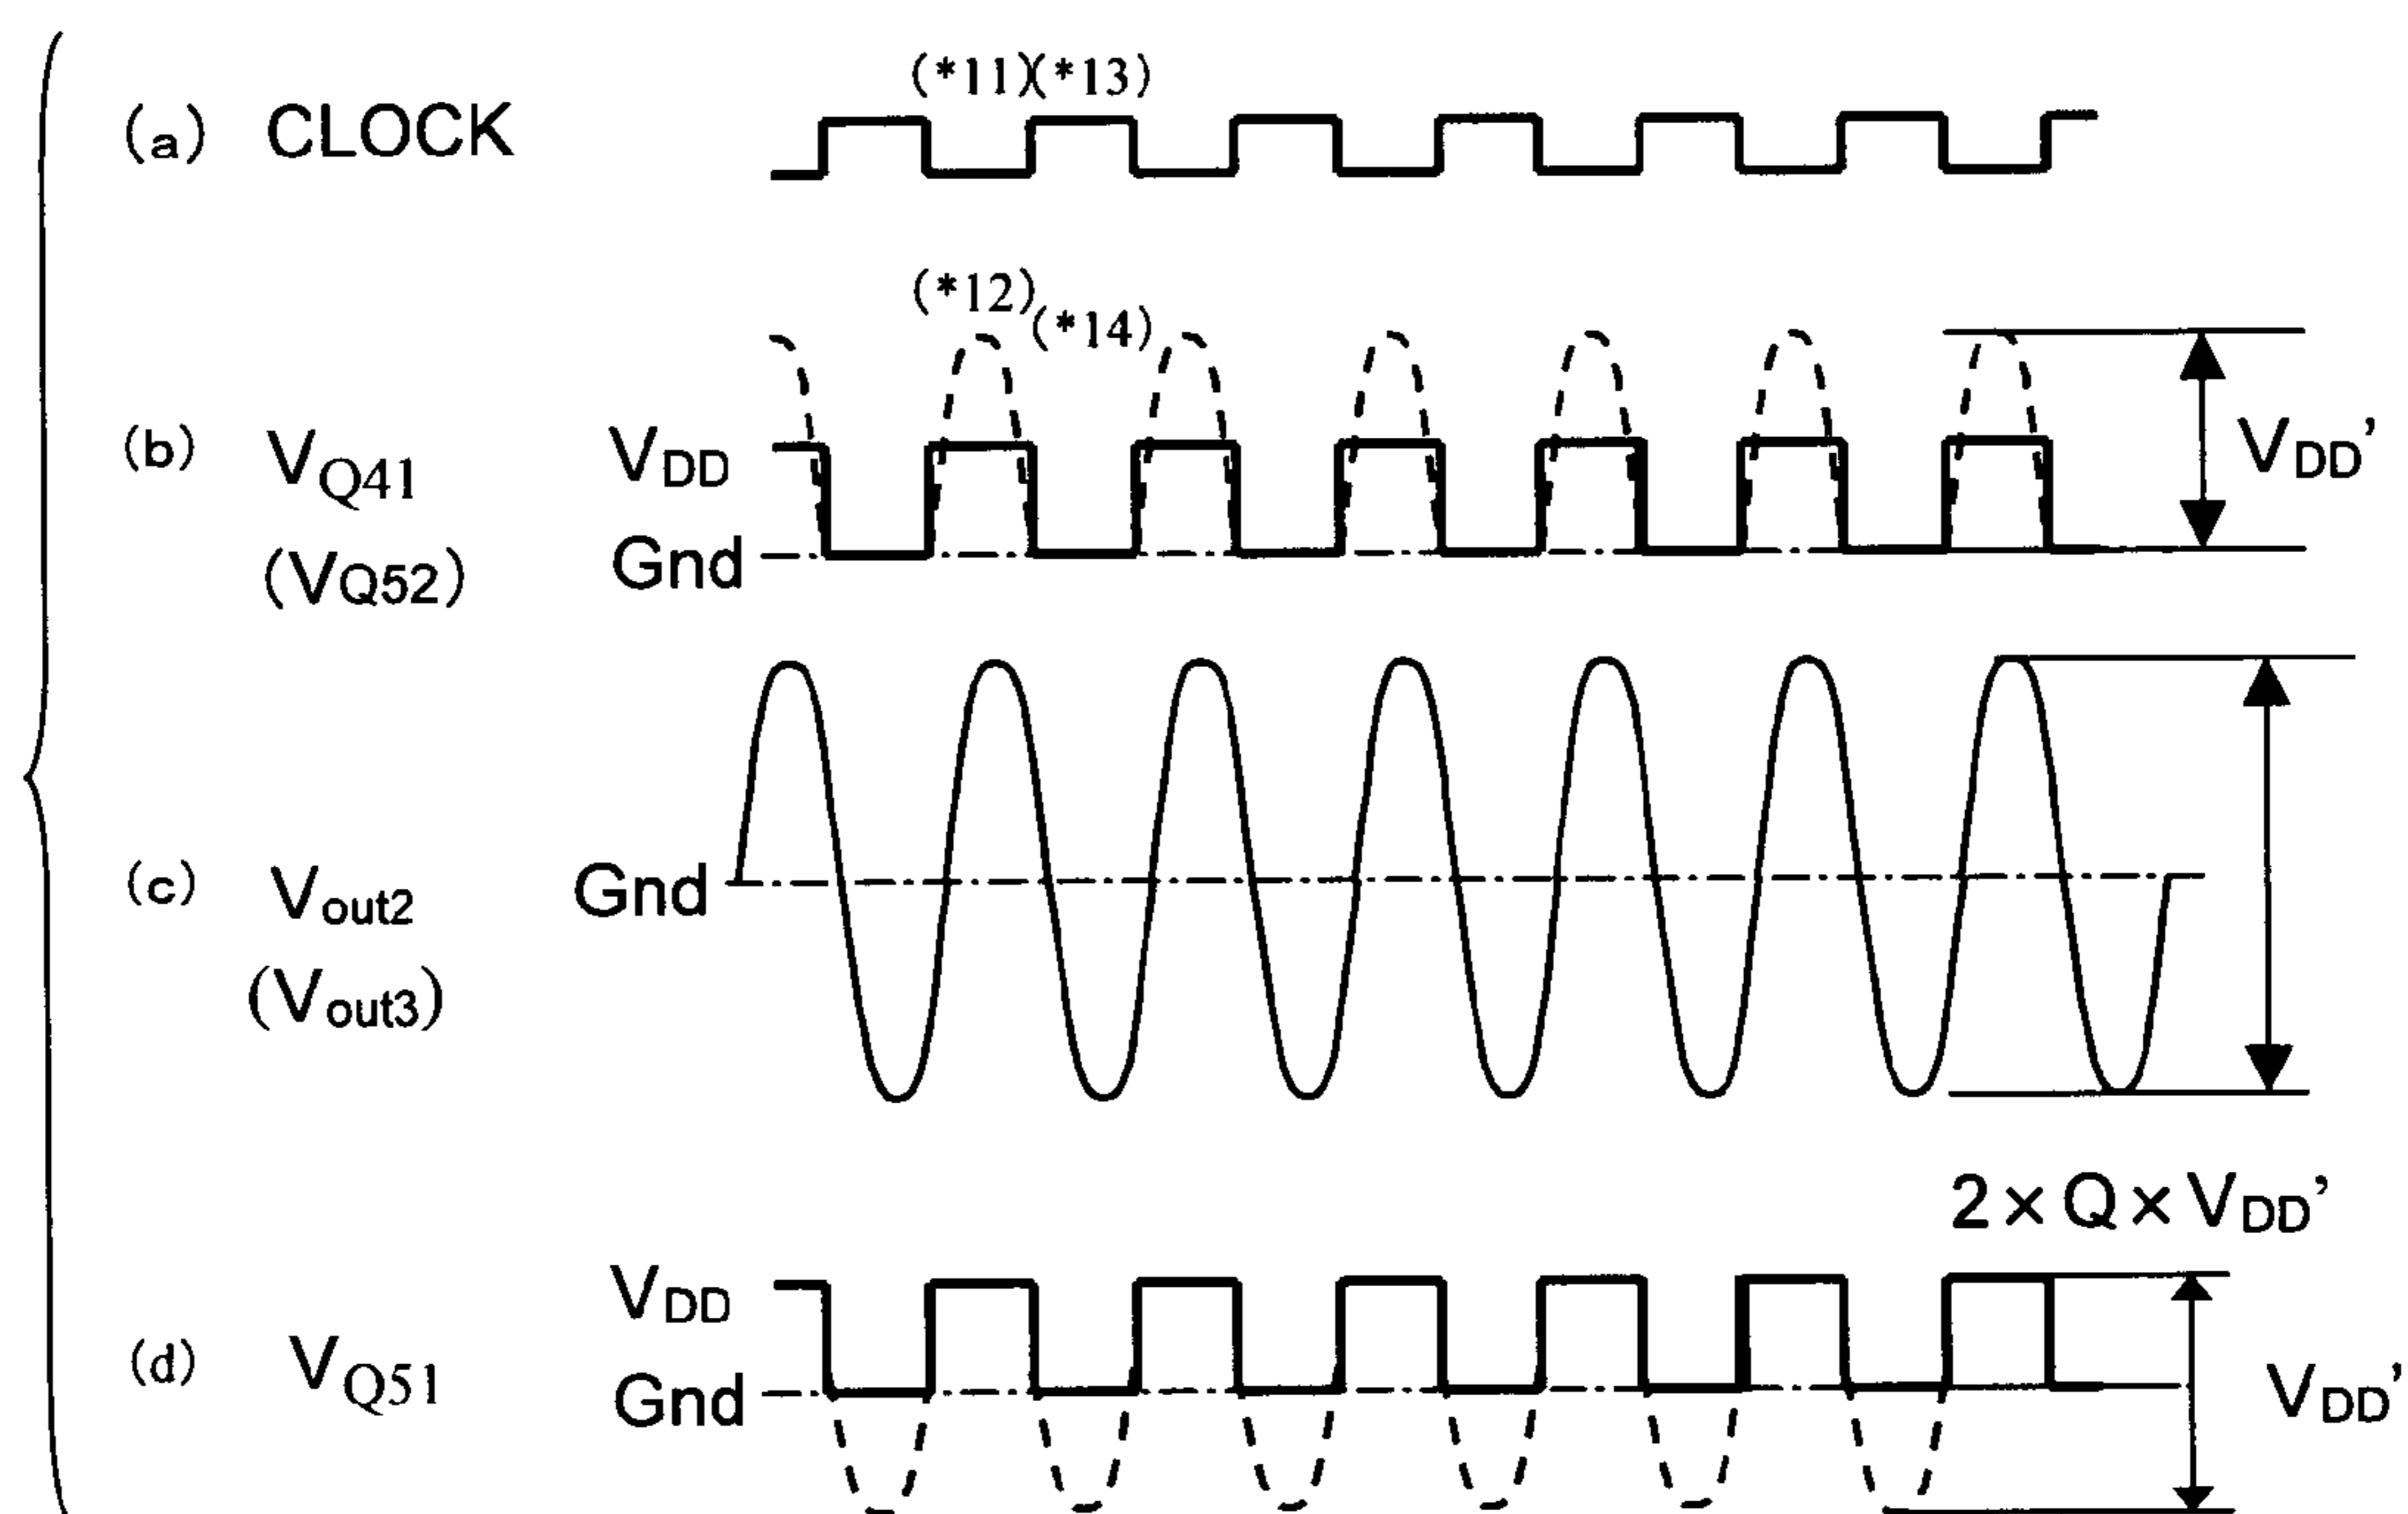 (*11)(*13)
(a) CLOCK
(*12)
(*14)
(b) VQ41 VDD VDD'
(VQ52) Gnd
(c) Vout2 Gnd
(Vout3)
2×Q×VDD'
VDD
(d) VQ51 Gnd VDD'